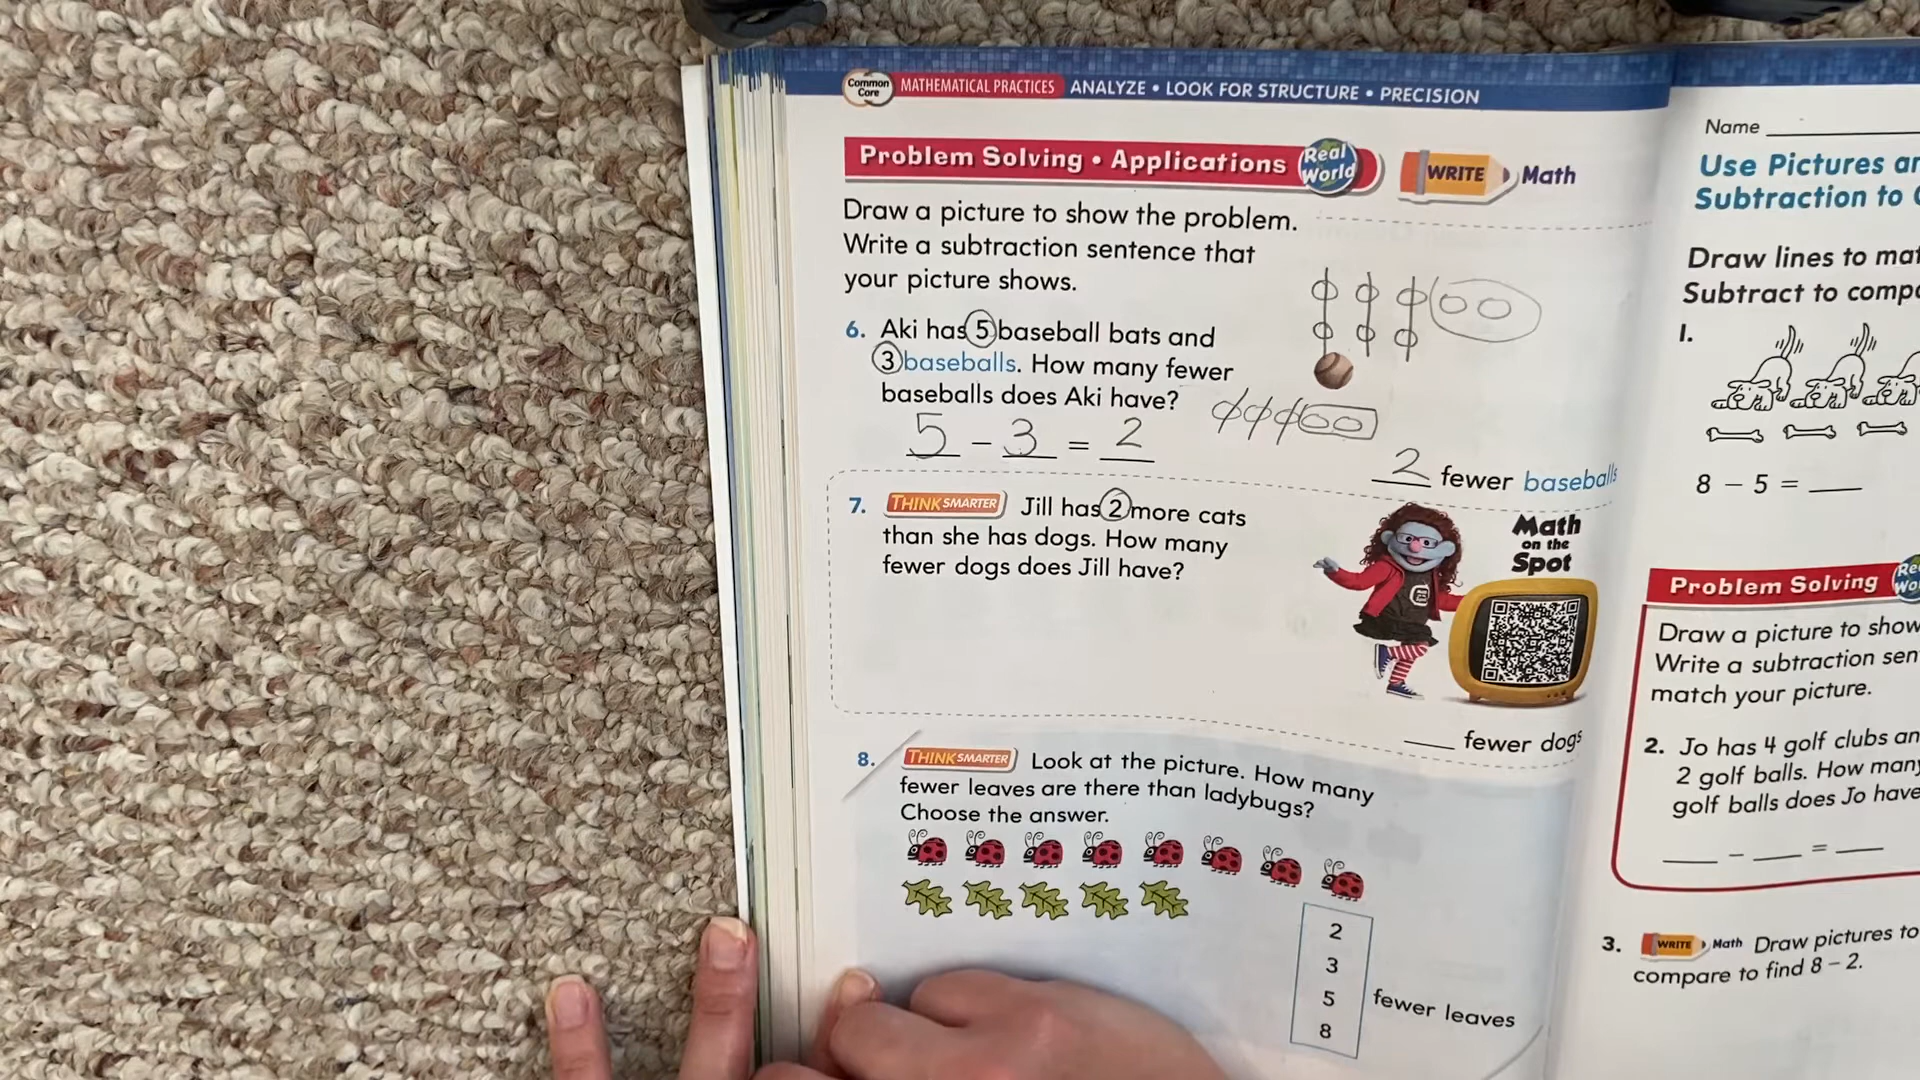 Common Core MATHEMATICAL PRACTICES ANALYZE • LOOK FOR STRUCTURE • PRECISION
Problem Solving • Applications Real World WRITE Math
Draw a picture to show the problem.
Write a subtraction sentence that
your picture shows.
6. Aki has 5 baseball bats and
3 baseballs. How many fewer
baseballs does Aki have?
5 - 3 = 2
2 fewer baseballs
7. THINK SMARTER Jill has 2 more cats
than she has dogs. How many
fewer dogs does Jill have?
Math
on the
Spot
___ fewer dogs
8. THINK SMARTER Look at the picture. How many
fewer leaves are there than ladybugs?
Choose the answer.
2
3
5
8
fewer leaves
Name
Use Pictures
Subtraction to
Draw lines to
Subtract to
1.
8 − 5 = ___
Problem Solving
Draw a picture to show
Write a subtraction
match your picture.
2. Jo has 4 golf clubs
2 golf balls. How many
golf balls does Jo have
___ − ___ = ___
3. WRITE Math Draw pictures to
compare to find 8 − 2.